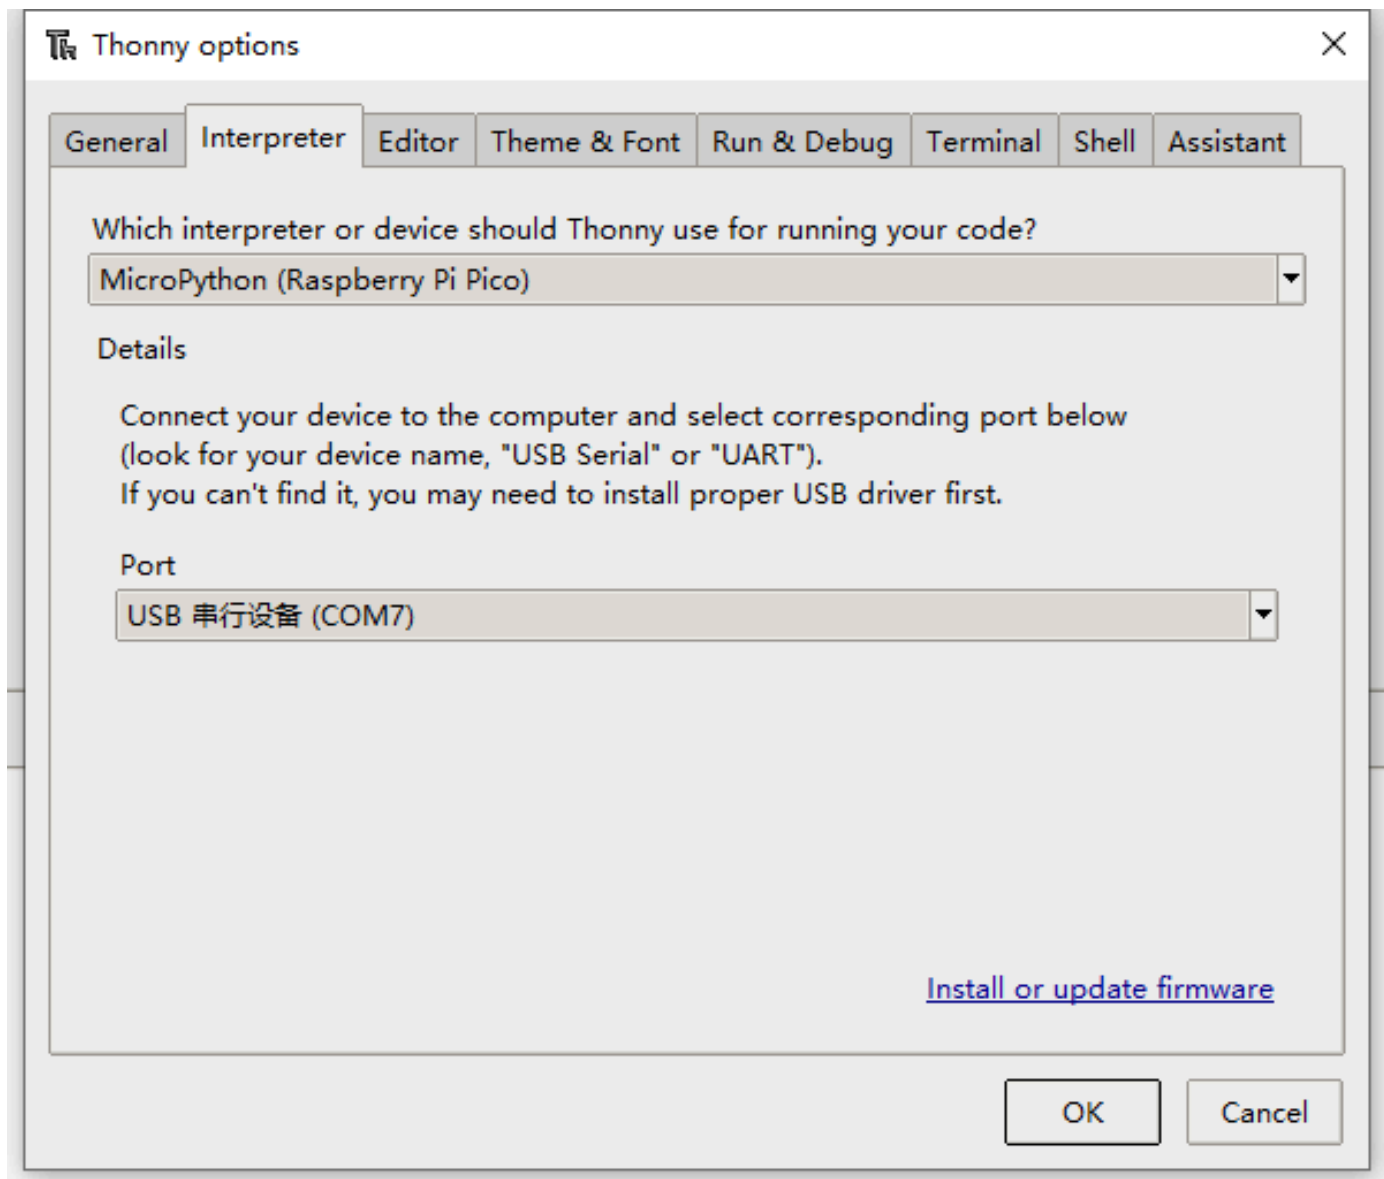 Thonny options
General
Interpreter
Editor
Theme & Font
Run & Debug
Terminal
Shell
Assistant
Which interpreter or device should Thonny use for running your code?
MicroPython (Raspberry Pi Pico)
Details
Connect your device to the computer and select corresponding port below
(look for your device name, "USB Serial" or "UART").
If you can't find it, you may need to install proper USB driver first.
Port
USB 串行设备 (COM7)
Install or update firmware
OK
Cancel